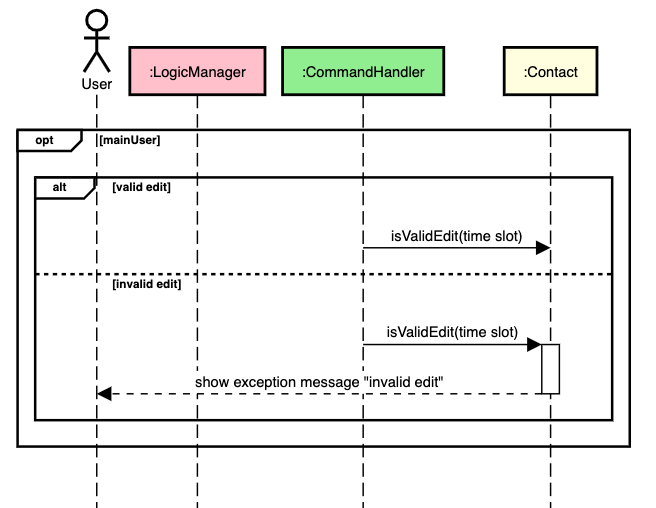 User
:LogicManager
:CommandHandler
:Contact
opt
[mainUser]
alt
[valid edit]
isValidEdit(time slot)
[invalid edit]
isValidEdit(time slot)
show exception message "invalid edit"